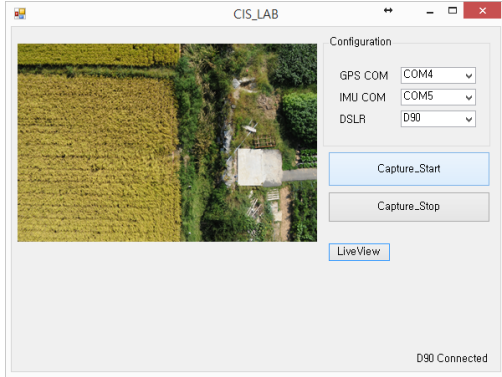 CIS_LAB
Configuration
GPS COM COM4
IMU COM COM5
DSLR D90
Capture_Start
Capture_Stop
LiveView
D90 Connected